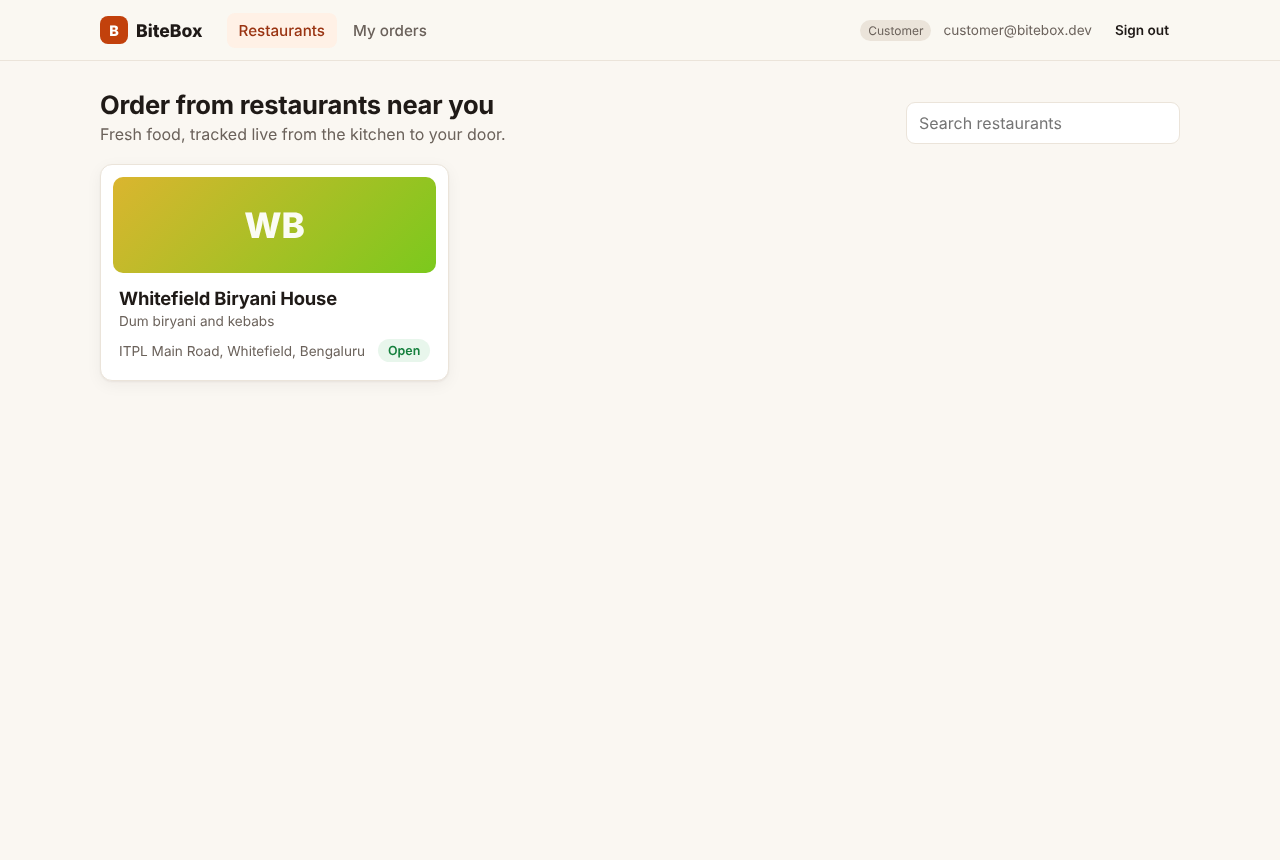 B BiteBox Restaurants My orders Customer customer@bitebox.dev Sign out
Order from restaurants near you
Fresh food, tracked live from the kitchen to your door.
Search restaurants
WB
Whitefield Biryani House
Dum biryani and kebabs
ITPL Main Road, Whitefield, Bengaluru Open